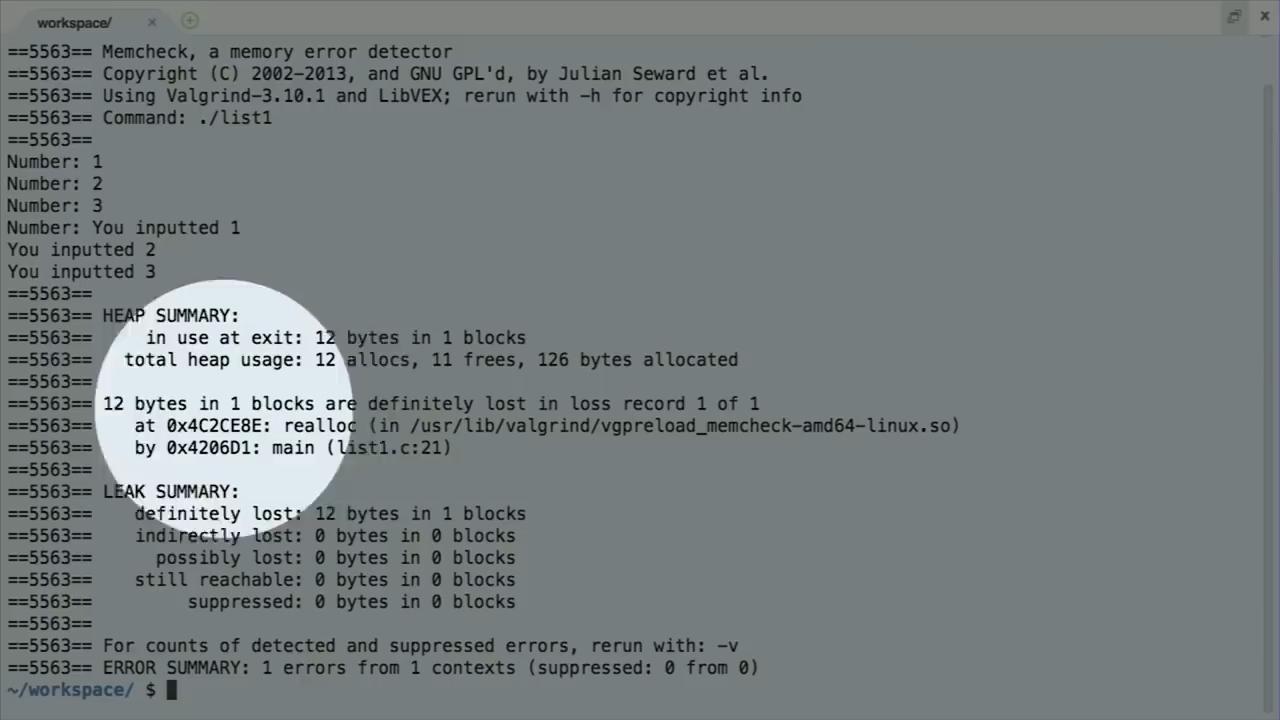 workspace/
==5563== Memcheck, a memory error detector
==5563== Copyright (C) 2002-2013, and GNU GPL'd, by Julian Seward et al.
==5563== Using Valgrind-3.10.1 and LibVEX; rerun with -h for copyright info
==5563== Command: ./list1
==5563==
Number: 1
Number: 2
Number: 3
Number: You inputted 1
You inputted 2
You inputted 3
==5563==
==5563== HEAP SUMMARY:
==5563==     in use at exit: 12 bytes in 1 blocks
==5563==   total heap usage: 12 allocs, 11 frees, 126 bytes allocated
==5563==
==5563== 12 bytes in 1 blocks are definitely lost in loss record 1 of 1
==5563==    at 0x4C2CE8E: realloc (in /usr/lib/valgrind/vgpreload_memcheck-amd64-linux.so)
==5563==    by 0x4206D1: main (list1.c:21)
==5563==
==5563== LEAK SUMMARY:
==5563==    definitely lost: 12 bytes in 1 blocks
==5563==    indirectly lost: 0 bytes in 0 blocks
==5563==      possibly lost: 0 bytes in 0 blocks
==5563==    still reachable: 0 bytes in 0 blocks
==5563==         suppressed: 0 bytes in 0 blocks
==5563==
==5563== For counts of detected and suppressed errors, rerun with: -v
==5563== ERROR SUMMARY: 1 errors from 1 contexts (suppressed: 0 from 0)
~/workspace/ $